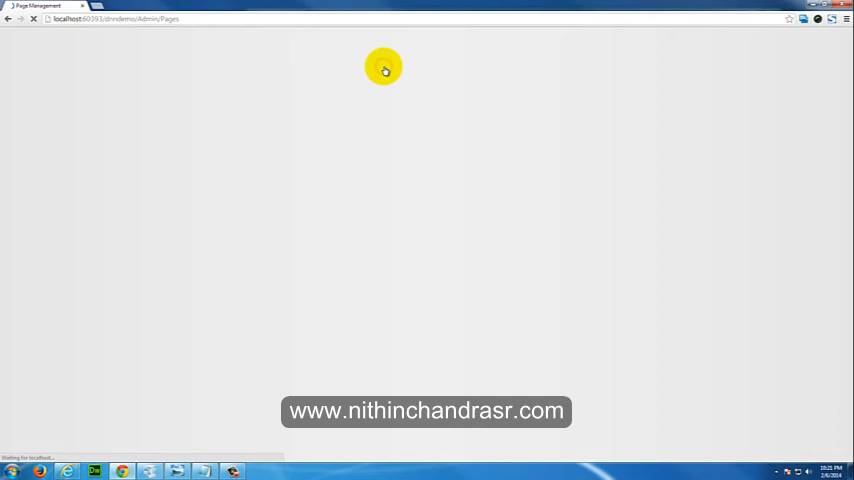 Page Management
localhost:60393/dnndemo/Admin/Pages
www.nithinchandrasr.com
Waiting for localhost...
Dw
10:21 PM
2/6/2014